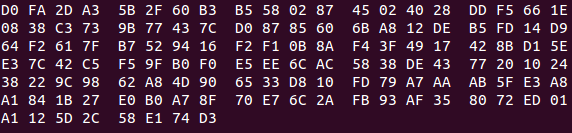 D0 FA 2D A3 5B 2F 60 B3 B5 58 02 87 45 02 40 28 DD F5 66 1E
08 38 C3 73 9B 77 43 7C D0 87 85 60 6B A8 12 DE B5 FD 14 D9
64 F2 61 7F B7 52 94 16 F2 F1 0B 8A F4 3F 49 17 42 8B D1 5E
E3 7C 42 C5 F5 9F B0 F0 E5 EE 6C AC 58 38 DE 43 77 20 10 24
38 22 9C 98 62 A8 4D 90 65 33 D8 10 FD 79 A7 AA AB 5F E3 A8
A1 84 1B 27 E0 B0 A7 8F 70 E7 6C 2A FB 93 AF 35 80 72 ED 01
A1 12 5D 2C 58 E1 74 D3